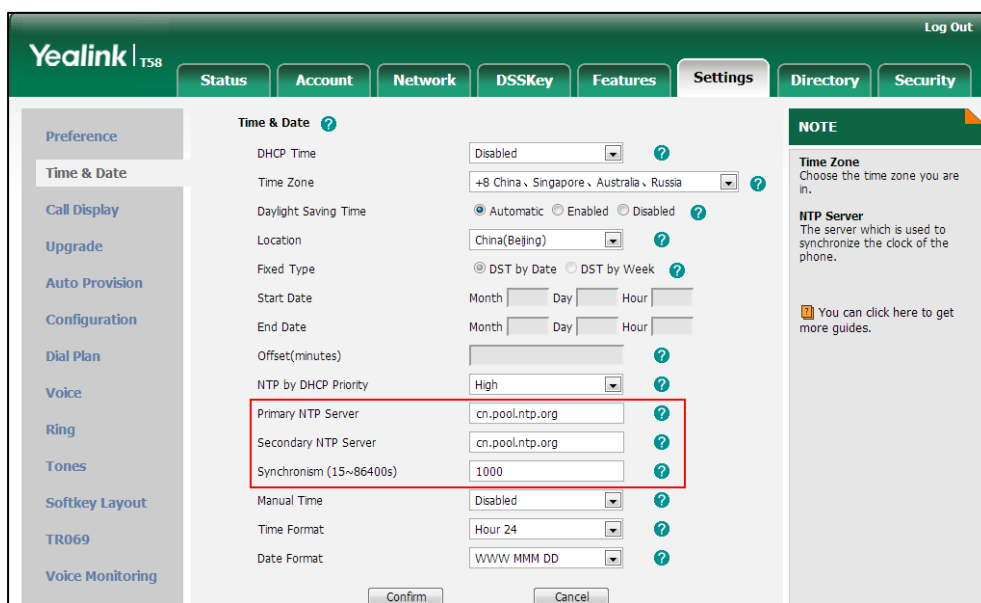 Log Out
Yealink T58
Status Account Network DSSKey Features Settings Directory Security
Preference
Time & Date
Call Display
Upgrade
Auto Provision
Configuration
Dial Plan
Voice
Ring
Tones
Softkey Layout
TR069
Voice Monitoring
Time & Date ?
DHCP Time Disabled ?
Time Zone +8 China、Singapore、Australia、Russia ?
Daylight Saving Time Automatic Enabled Disabled ?
Location China(Beijing) ?
Fixed Type DST by Date DST by Week ?
Start Date Month Day Hour
End Date Month Day Hour
Offset(minutes) ?
NTP by DHCP Priority High ?
Primary NTP Server cn.pool.ntp.org ?
Secondary NTP Server cn.pool.ntp.org ?
Synchronism (15~86400s) 1000 ?
Manual Time Disabled ?
Time Format Hour 24 ?
Date Format WWW MMM DD ?
Confirm Cancel
NOTE
Time Zone
Choose the time zone you are
in.
NTP Server
The server which is used to
synchronize the clock of the
phone.
? You can click here to get
more guides.